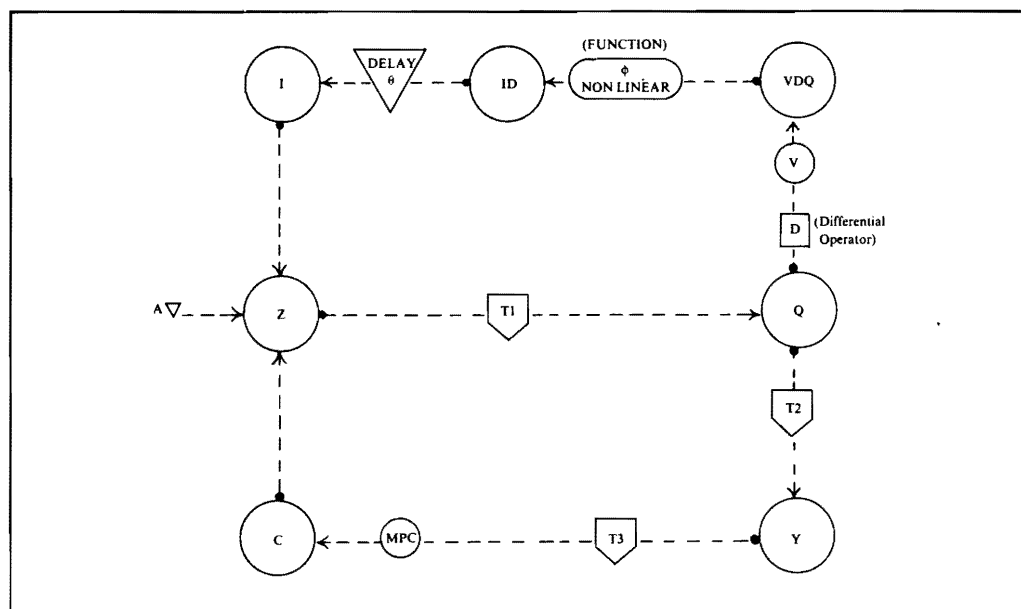 (FUNCTION)
I
DELAY
θ
ID
ϕ
NON LINEAR
VDQ
V
D
(Differential
Operator)
A
Z
T1
Q
T2
C
MPC
T3
Y